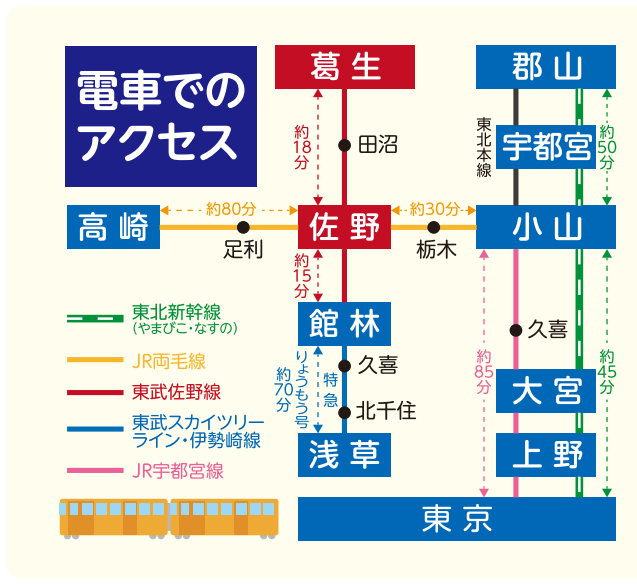 電車での
アクセス
葛生
郡山
約18分
田沼
東北本線
宇都宮
約50分
高崎
約80分
足利
佐野
約30分
栃木
小山
約15分
東北新幹線
(やまびこ・なすの)
JR両毛線
東武佐野線
東武スカイツリー
ライン・伊勢崎線
JR宇都宮線
館林
久喜
りょうもう号
約70分
特急
北千住
浅草
久喜
約85分
約45分
大宮
上野
東京